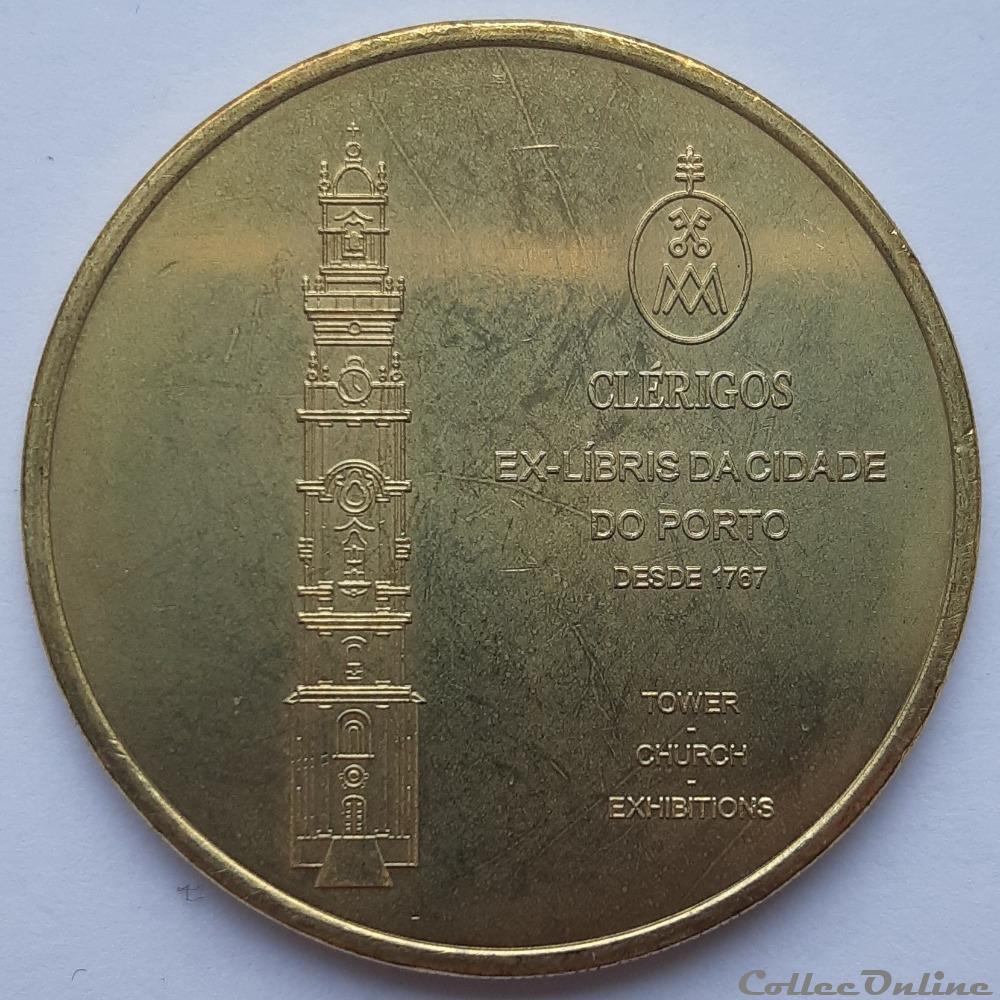 CLÉRIGOS
EX-LÍBRIS DA CIDADE
DO PORTO
DESDE 1767
TOWER
-
CHURCH
-
EXHIBITIONS
CollecOnline